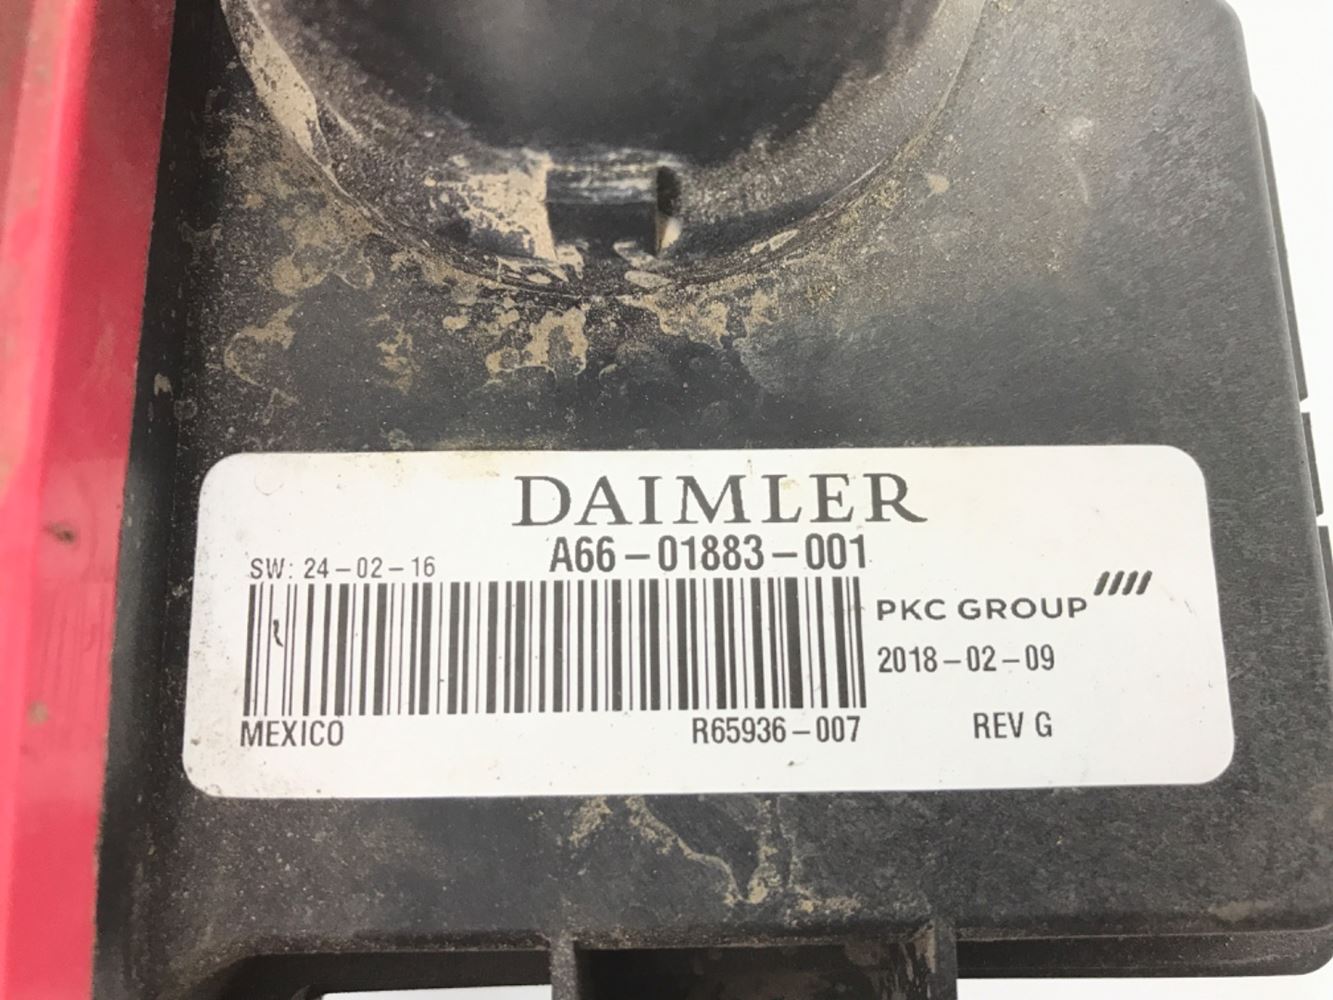 DAIMLER
SW: 24-02-16 A66-01883-001
PKC GROUP
2018-02-09
MEXICO R65936-007 REV G